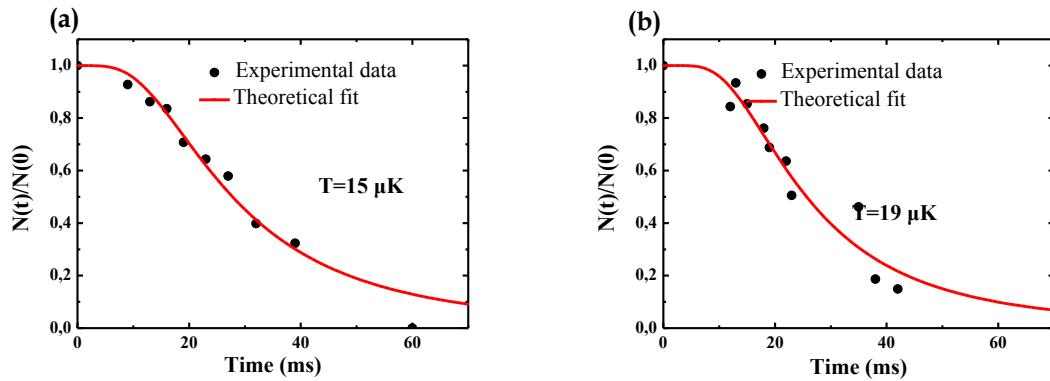 (a)
1,0
0,8
0,6
0,4
0,2
0,0
0 20 40 60
N(t)/N(0)
Time (ms)
Experimental data
Theoretical fit
T=15 μK
(b)
1,0
0,8
0,6
0,4
0,2
0,0
0 20 40 60
N(t)/N(0)
Time (ms)
Experimental data
Theoretical fit
T=19 μK